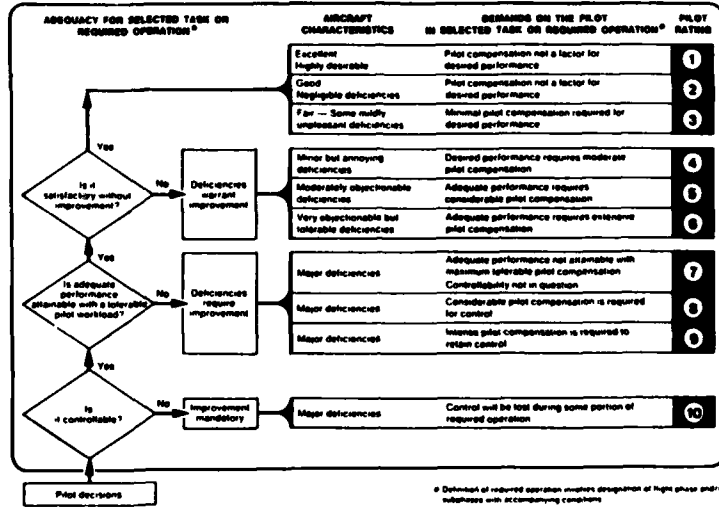 ADEQUACY FOR SELECTED TASK OR
REQUIRED OPERATION*
AIRCRAFT
CHARACTERISTICS
DEMANDS ON THE PILOT
IN SELECTED TASK OR REQUIRED OPERATION*
PILOT
RATING
Excellent
Highly desirable
Pilot compensation not a factor for
desired performance
1
Good
Negligible deficiencies
Pilot compensation not a factor for
desired performance
2
Fair — Some mildly
unpleasant deficiencies
Minimal pilot compensation required for
desired performance
3
Yes
Is it
satisfactory without
improvement?
No
Deficiencies
warrant
improvement
Minor but annoying
deficiencies
Desired performance requires moderate
pilot compensation
4
Moderately objectionable
deficiencies
Adequate performance requires
considerable pilot compensation
5
Very objectionable but
tolerable deficiencies
Adequate performance requires extensive
pilot compensation
6
Yes
Is adequate
performance
attainable with a tolerable
pilot workload?
No
Deficiencies
require
improvement
Major deficiencies
Adequate performance not attainable with
maximum tolerable pilot compensation
Controllability not in question
7
Major deficiencies
Considerable pilot compensation is required
for control
8
Major deficiencies
Intense pilot compensation is required to
retain control
9
Yes
Is
it controllable?
No
Improvement
mandatory
Major deficiencies
Control will be lost during some portion of
required operation
10
Pilot decisions
* Definition of required operation involves designation of flight phase and/
subphases with accompanying conditions